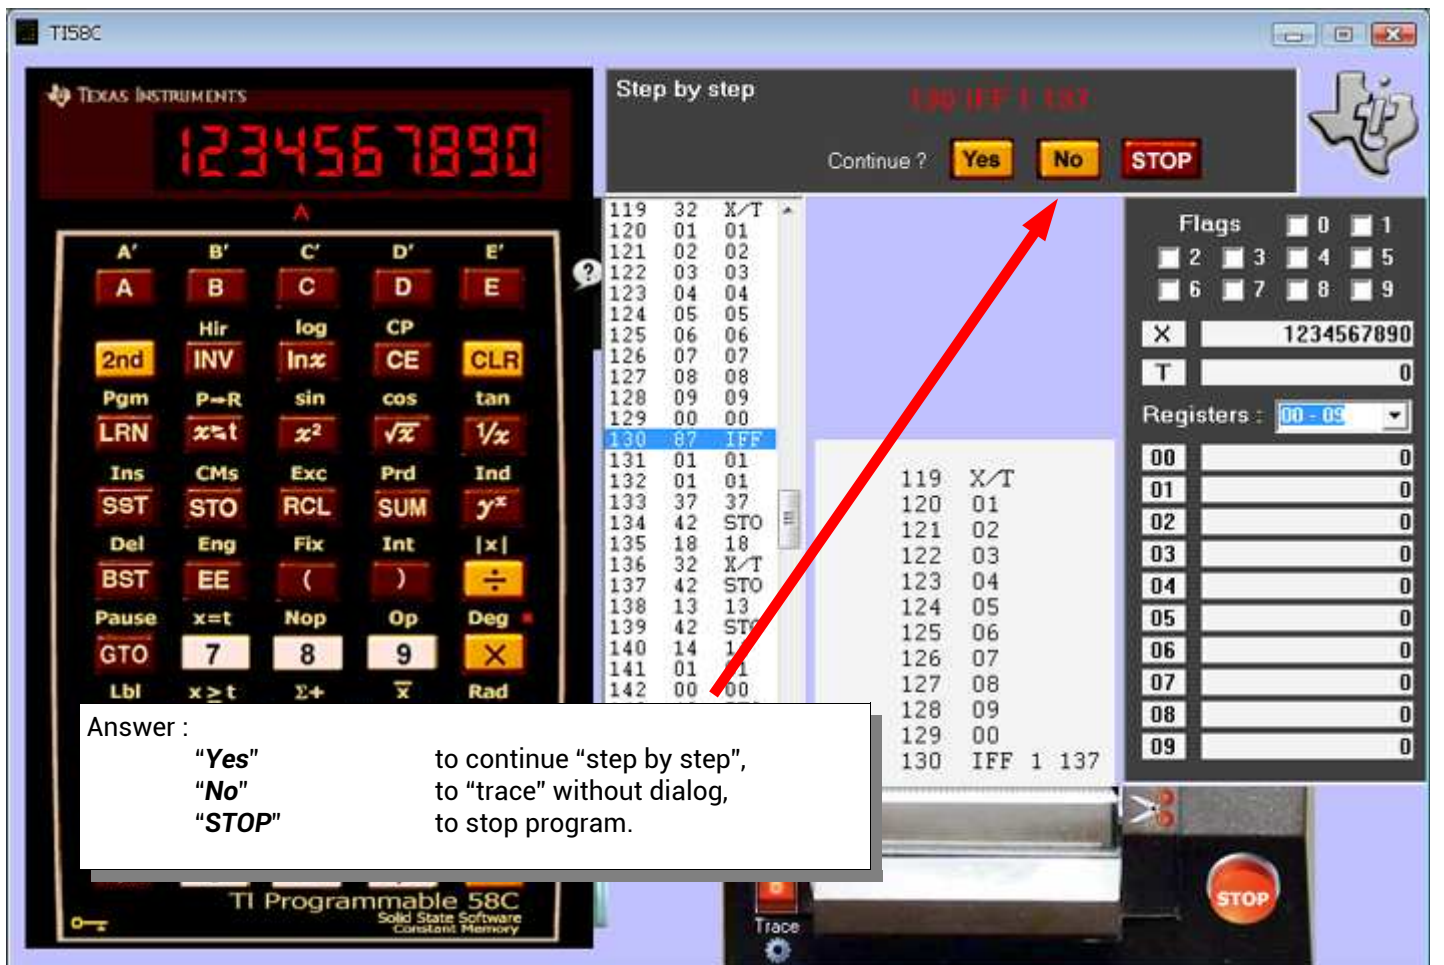 TI58C
TEXAS INSTRUMENTS
1234567890
A' B' C' D' E'
A B C D E
Hir log CP
2nd INV lnx CE CLR
Pgm P→R sin cos tan
LRN x⇄t x² √x 1/x
Ins CMs Exc Prd Ind
SST STO RCL SUM yˣ
Del Eng Fix Int |x|
BST EE ( ) ÷
Pause x=t Nop Op Deg
GTO 7 8 9 ×
Lbl x≥t Σ+ x̅ Rad
TI Programmable 58C
Solid State Software
Constant Memory
Step by step
130 IFF 1 137
Continue ? Yes No STOP
119 32 X/T
120 01 01
121 02 02
122 03 03
123 04 04
124 05 05
125 06 06
126 07 07
127 08 08
128 09 09
129 00 00
130 87 IFF
131 01 01
132 01 01
133 37 37
134 42 STO
135 18 18
136 32 X/T
137 42 STO
138 13 13
139 42 STO
140 14
141 01 01
142 00 00
119 X/T
120 01
121 02
122 03
123 04
124 05
125 06
126 07
127 08
128 09
129 00
130 IFF 1 137
Flags 0 1
2 3 4 5
6 7 8 9
X 1234567890
T 0
Registers : 00 - 09
00 0
01 0
02 0
03 0
04 0
05 0
06 0
07 0
08 0
09 0
Answer :
“Yes” to continue “step by step”,
“No” to “trace” without dialog,
“STOP” to stop program.
Trace
STOP